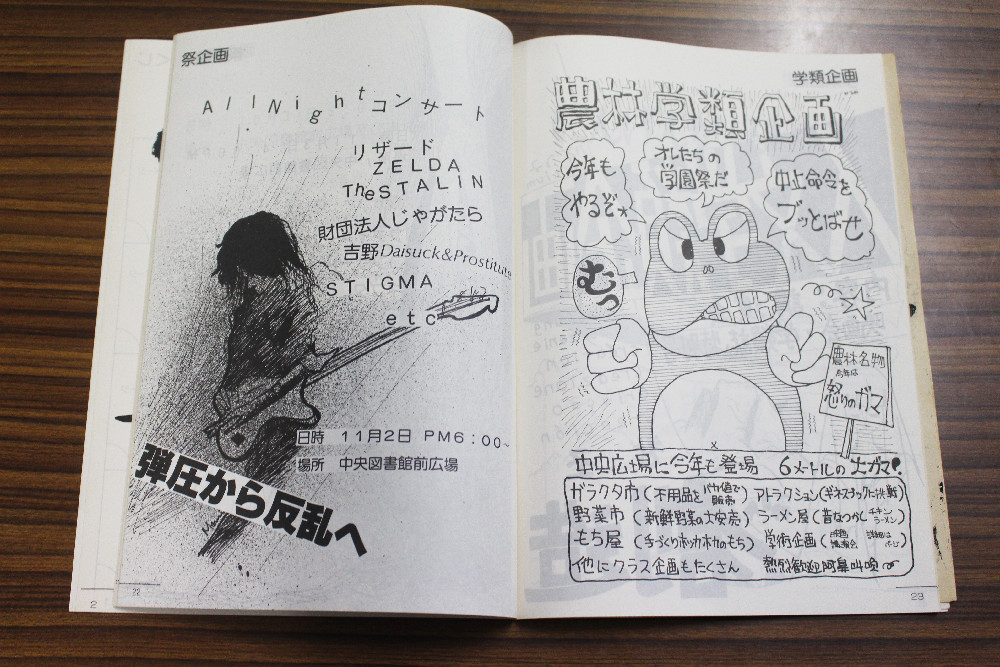 祭企画
AllNightコンサート
リザード
ZELDA
TheSTALIN
財団法人じゃがたら
吉野Daisuck&Prostitute
STIGMA
etc
日時 11月2日 PM6:00~
場所 中央図書館前広場
弾圧から反乱へ
22
2
学類企画
農林学類企画
今年も
やるぞ
オレたちの
学園祭だ
中止命令を
ブッとばせ
むっ
農林名物
今年は
怒りのガマ
中央広場に今年も登場 6メートルの大ガマ!
ガラクタ市(不用品をバカ値で販売) アトラクション(ギネスブックに挑戦)
野菜市(新鮮野菜の大安売) ラーメン屋(昔なつかしチキンラーメン)
もち屋(手づくりホッカホカのもち) 学術企画
他にクラス企画もたくさん 熱烈歓迎阿鼻叫喚
23